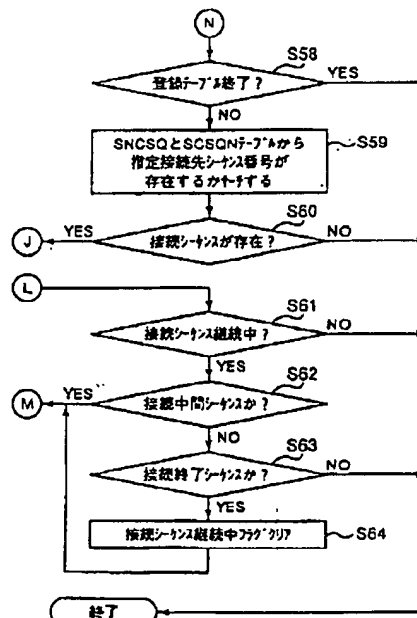 N
S58
登録テーブル終了?
YES
NO
SNCSQとSCSQNテーブルから
指定接続先シーケンス番号が
存在するかサーチする
S59
S60
接続シーケンスが存在?
YES
NO
J
L
S61
接続シーケンス継続中?
NO
YES
S62
接続中間シーケンスか?
YES
M
NO
S63
接続終了シーケンスか?
NO
YES
接続シーケンス継続中フラグクリア
S64
終了